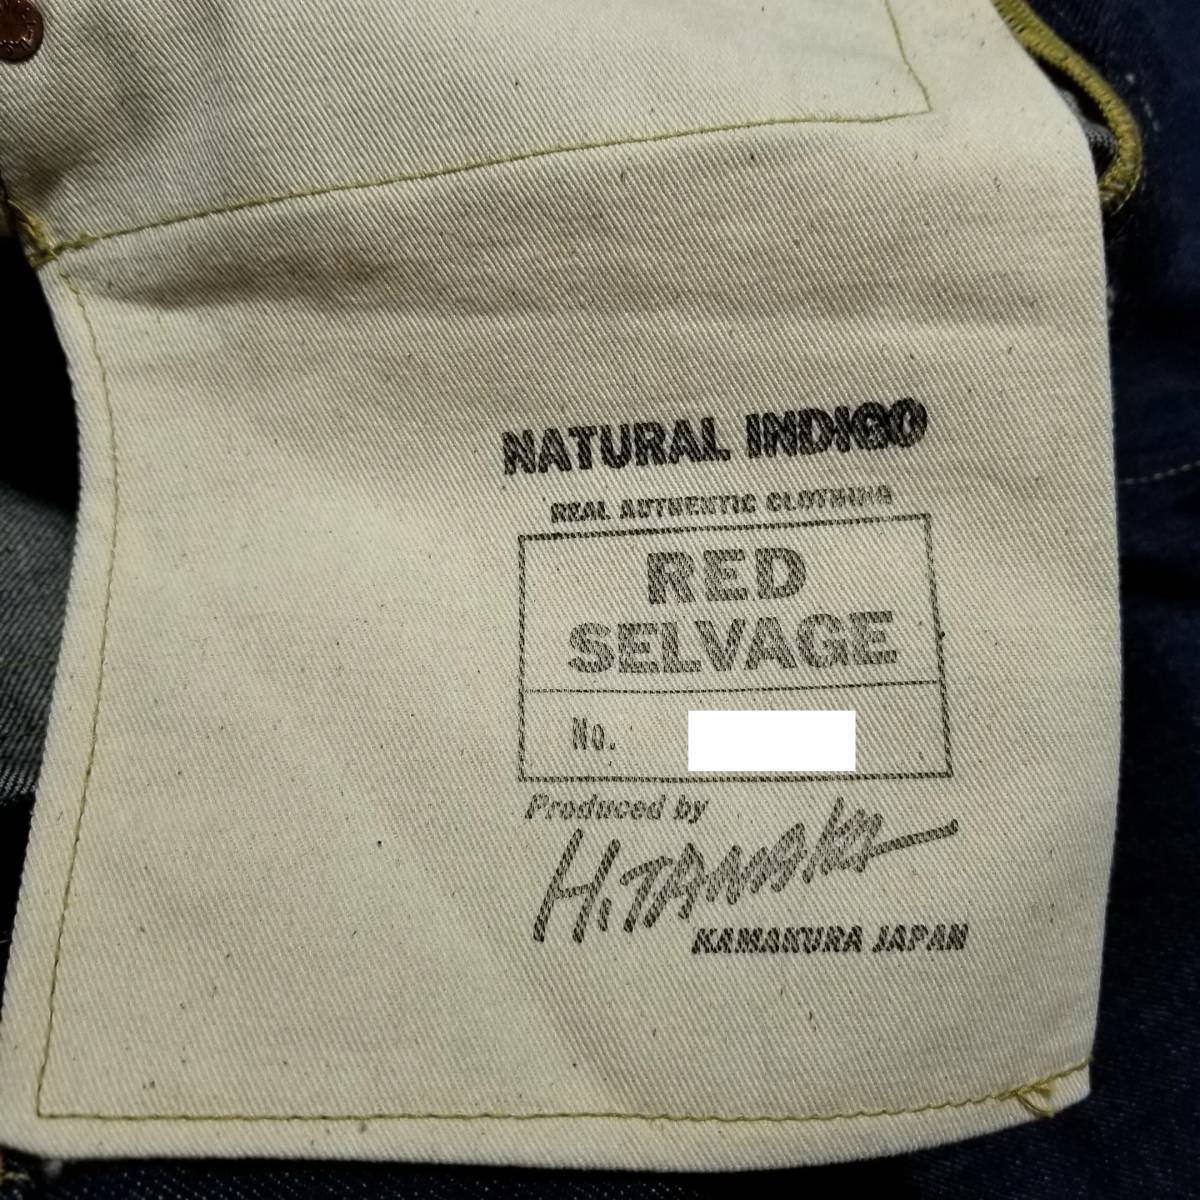 NATURAL INDIGO
REAL AUTHENTIC CLOTHING
RED
SELVAGE
No.
Produced by
H.TANAKA
KAMAKURA JAPAN